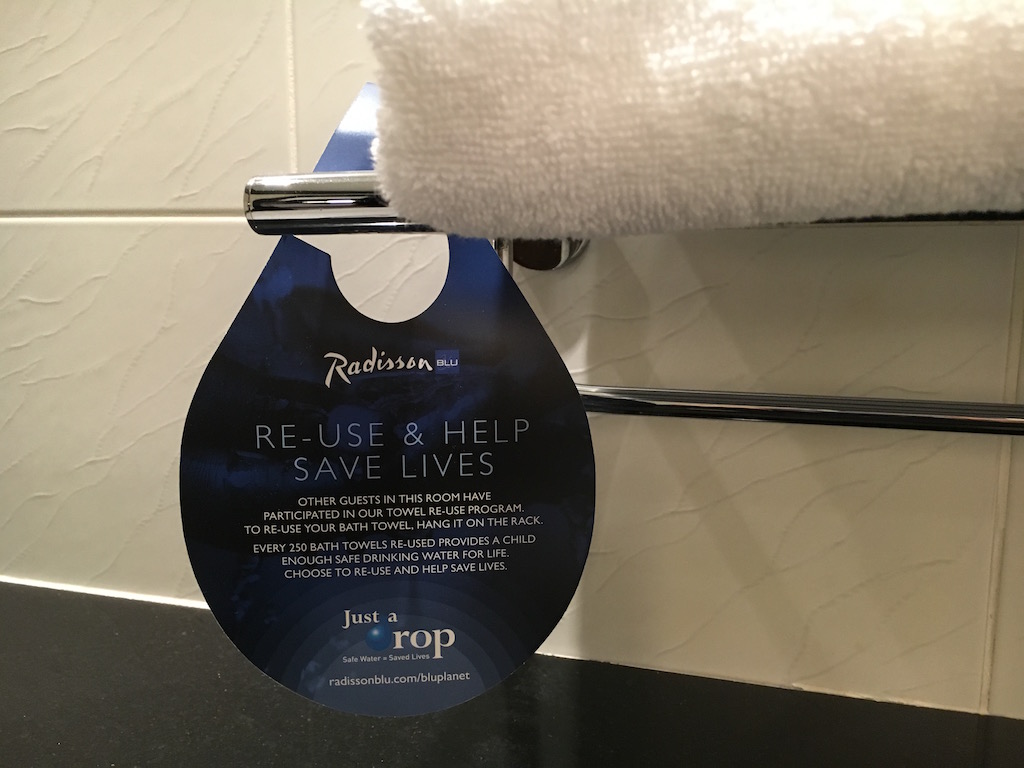 Radisson BLU
RE-USE & HELP
SAVE LIVES
OTHER GUESTS IN THIS ROOM HAVE
PARTICIPATED IN OUR TOWEL RE-USE PROGRAM.
TO RE-USE YOUR BATH TOWEL, HANG IT ON THE RACK.
EVERY 250 BATH TOWELS RE-USED PROVIDES A CHILD
ENOUGH SAFE DRINKING WATER FOR LIFE.
CHOOSE TO RE-USE AND HELP SAVE LIVES.
Just a
Drop
Safe Water = Saved Lives
radissonblu.com/bluplanet